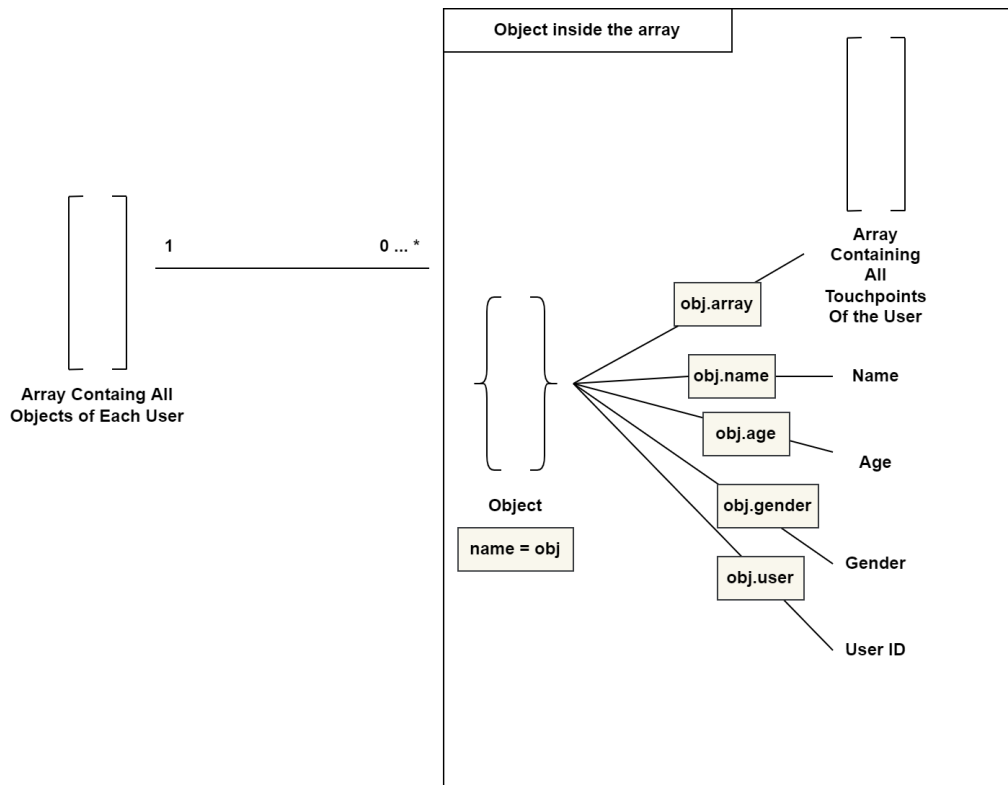 Object inside the array
1
0 ... *
Array Containg All
Objects of Each User
Array
Containing
All
Touchpoints
Of the User
obj.array
obj.name
Name
obj.age
Age
obj.gender
Gender
obj.user
User ID
Object
name = obj